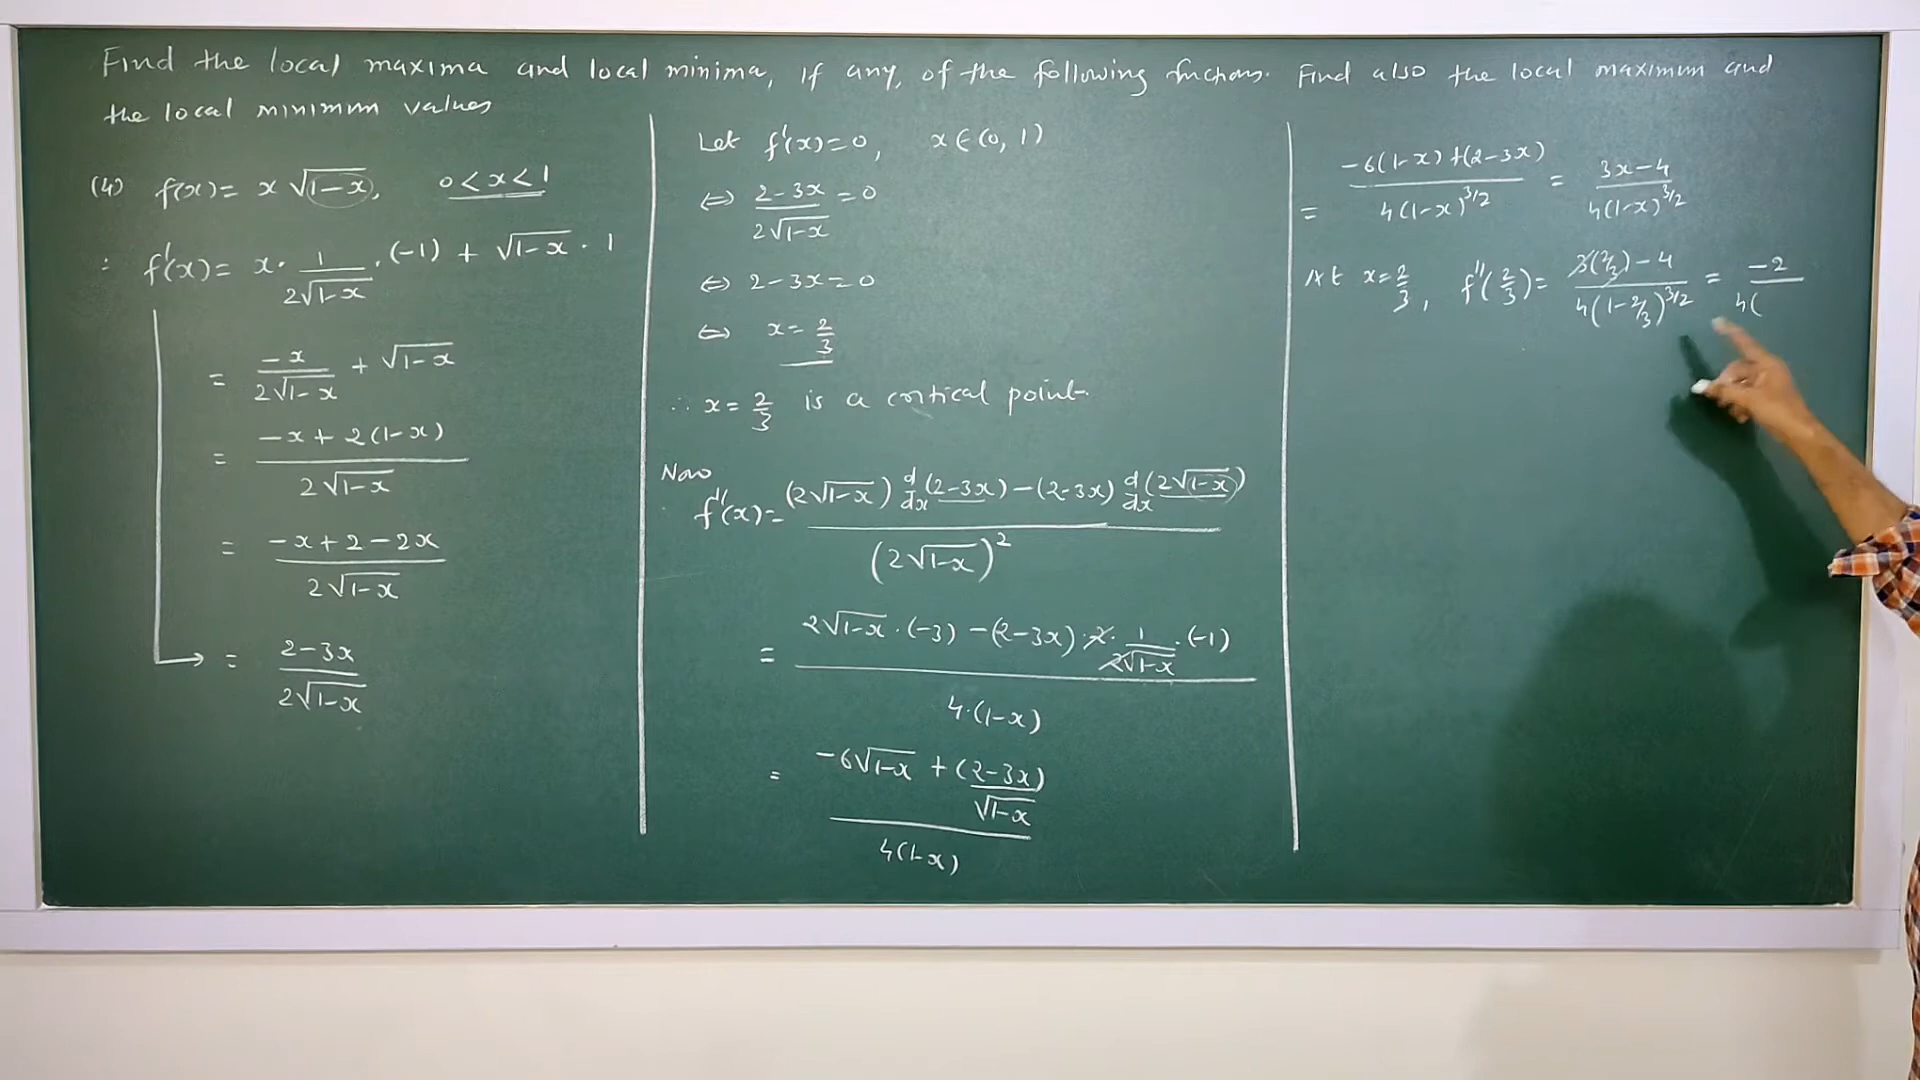 Find the local maxima and local minima, if any, of the following functions. Find also the local maximum and
the local minimum values
(4) f(x) = x √(1-x), 0 < x < 1
∴ f'(x) = x · 1/(2√(1-x)) · (-1) + √(1-x) · 1
= -x/(2√(1-x)) + √(1-x)
= (-x + 2(1-x))/(2√(1-x))
= (-x + 2 - 2x)/(2√(1-x))
→ = (2-3x)/(2√(1-x))
Let f'(x) = 0, x ∈ (0, 1)
⇔ (2-3x)/(2√(1-x)) = 0
⇔ 2 - 3x = 0
⇔ x = 2/3
∴ x = 2/3 is a critical point.
Now
f''(x) = ((2√(1-x)) d/dx (2-3x) - (2-3x) d/dx (2√(1-x)))/(2√(1-x))²
= (2√(1-x) · (-3) - (2-3x) · 2 · 1/(2√(1-x)) · (-1))/(4·(1-x))
= (-6√(1-x) + (2-3x)/√(1-x))/(4(1-x))
= (-6(1-x) + (2-3x))/(4(1-x)^(3/2)) = (3x-4)/(4(1-x)^(3/2))
At x = 2/3, f''(2/3) = (3(2/3) - 4)/(4(1-2/3)^(3/2)) = -2/(4(